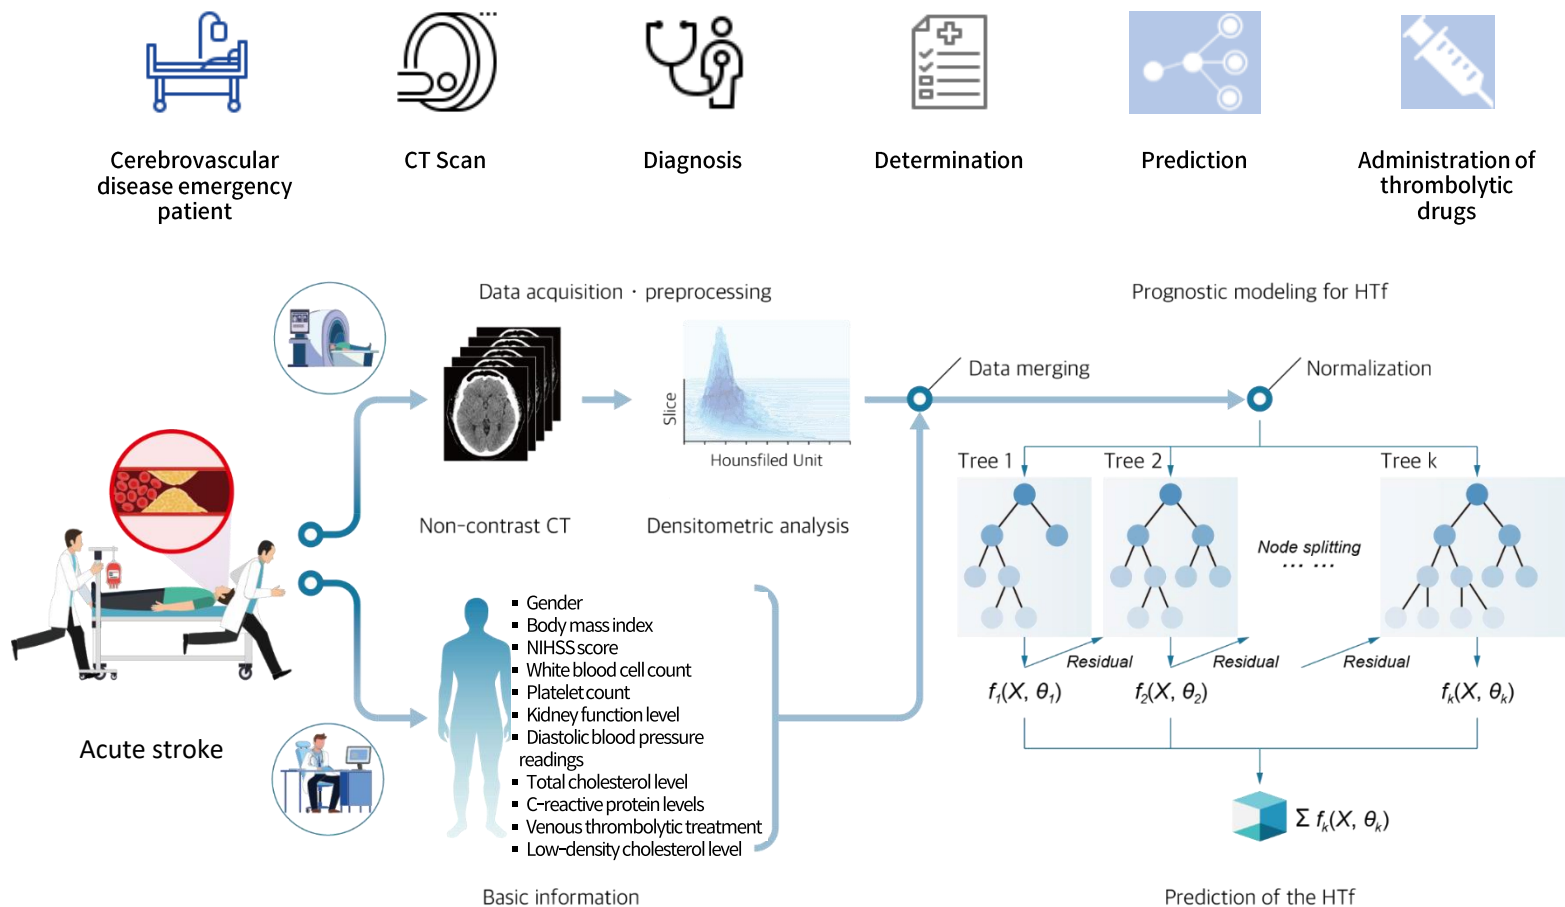 Cerebrovascular
disease emergency
patient
CT Scan
Diagnosis
Determination
Prediction
Administration of
thrombolytic
drugs
Data acquisition · preprocessing
Prognostic modeling for HTf
Data merging
Normalization
Slice
Hounsfiled Unit
Non-contrast CT
Densitometric analysis
Acute stroke
▪ Gender
▪ Body mass index
▪ NIHSS score
▪ White blood cell count
▪ Platelet count
▪ Kidney function level
▪ Diastolic blood pressure
readings
▪ Total cholesterol level
▪ C-reactive protein levels
▪ Venous thrombolytic treatment
▪ Low-density cholesterol level
Basic information
Tree 1
Tree 2
Tree k
Node splitting
... ...
Residual
Residual
Residual
f₁(X, θ₁)
f₂(X, θ₂)
fₖ(X, θₖ)
Σ fₖ(X, θₖ)
Prediction of the HTf